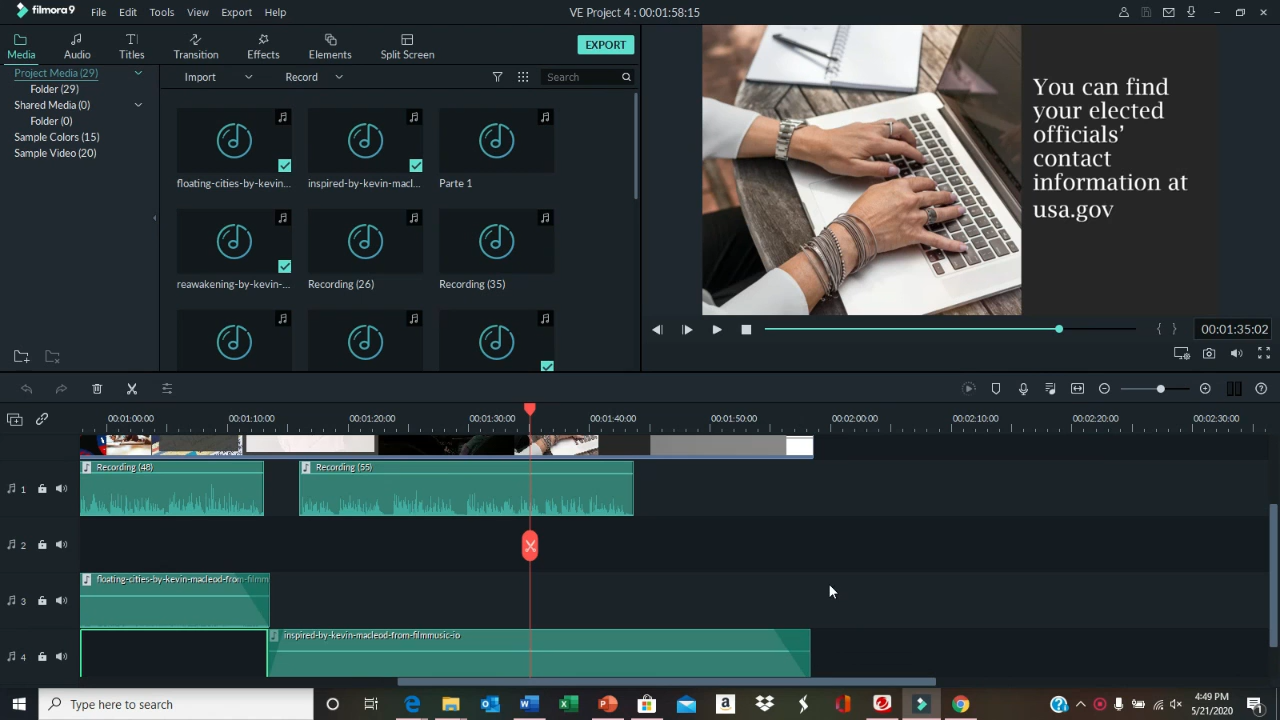 filmora9 File Edit Tools View Export Help VE Project 4 : 00:01:58:15
Media Audio Titles Transition Effects Elements Split Screen EXPORT
Project Media (29)
Folder (29)
Shared Media (0)
Folder (0)
Sample Colors (15)
Sample Video (20)
Import Record Search
floating-cities-by-kevin... inspired-by-kevin-macl... Parte 1
reawakening-by-kevin-... Recording (26) Recording (35)
You can find
your elected
officials’
contact
information at
usa.gov
{ } 00:01:35:02
00:01:00:00 00:01:10:00 00:01:20:00 00:01:30:00 00:01:40:00 00:01:50:00 00:02:00:00 00:02:10:00 00:02:20:00 00:02:30:00
Recording (48) Recording (55)
1
2
floating-cities-by-kevin-macleod-from-filmm
3
inspired-by-kevin-macleod-from-filmmusic-io
4
Type here to search
4:49 PM
5/21/2020